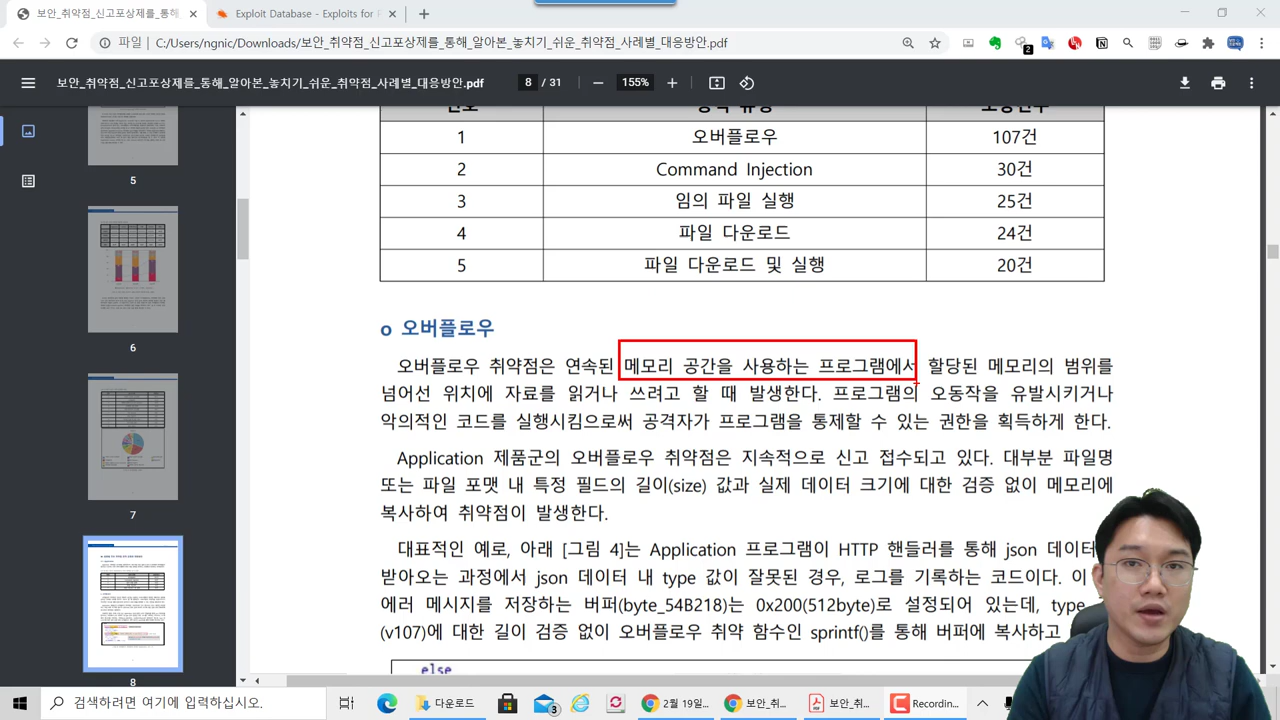 보안_취약점_신고포상제를_통해
Exploit Database - Exploits for
파일
C:/Users/ngnic/Downloads/보안_취약점_신고포상제를_통해_알아본_놓치기_쉬운_취약점_사례별_대응방안.pdf
2
보안_취약점_신고포상제를_통해_알아본_놓치기_쉬운_취약점_사례별_대응방안.pdf
8 / 31
155%
1 오버플로우 107건
2 Command Injection 30건
3 임의 파일 실행 25건
4 파일 다운로드 24건
5 파일 다운로드 및 실행 20건
5
6
7
8
o 오버플로우
오버플로우 취약점은 연속된 메모리 공간을 사용하는 프로그램에서 할당된 메모리의 범위를
넘어선 위치에 자료를 읽거나 쓰려고 할 때 발생한다. 프로그램의 오동작을 유발시키거나
악의적인 코드를 실행시킴으로써 공격자가 프로그램을 통제할 수 있는 권한을 획득하게 한다.
Application 제품군의 오버플로우 취약점은 지속적으로 신고 접수되고 있다. 대부분 파일명
또는 파일 포맷 내 특정 필드의 길이(size) 값과 실제 데이터 크기에 대한 검증 없이 메모리에
복사하여 취약점이 발생한다.
대표적인 예로, 아래 [그림 4]는 Application 프로그램이 HTTP 핸들러를 통해 json 데이터
받아오는 과정에서 json 데이터 내 type 값이 잘못된 경우, 로그를 기록하는 코드이다. 이
에러 메시지를 저장하는 버퍼(byte_54B218)는 0x200(512byte)로 설정되어 있는데, type
(v107)에 대한 길이 검증 없이 오버플로우 취약 함수인 sprintf()를 통해 버퍼에 복사하고
else
검색하려면 여기에 입력하십시오.
다운로드
3
2월 19일...
보안_취...
보안_취...
Recordin...